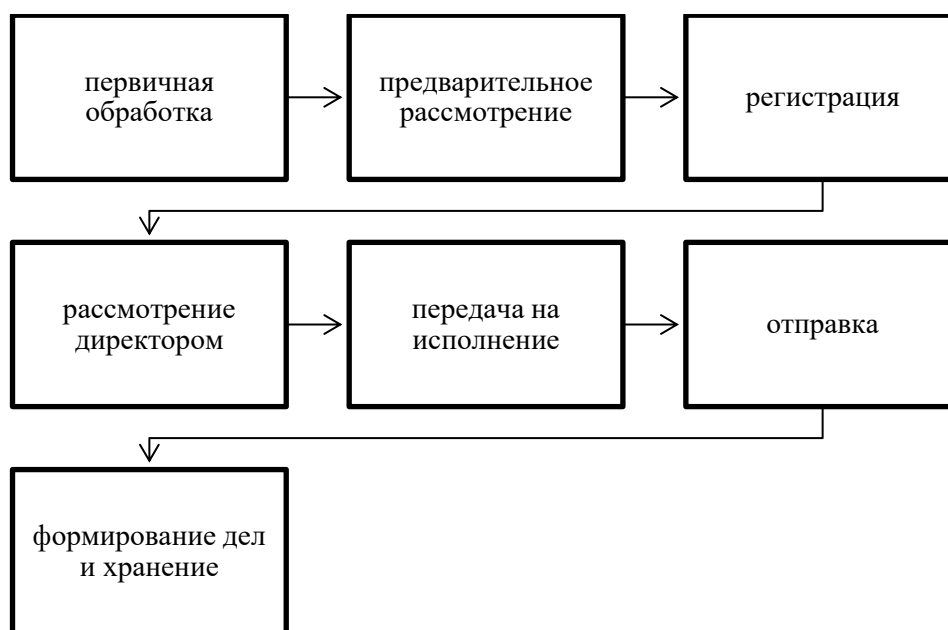 первичная
обработка
предварительное
рассмотрение
регистрация
рассмотрение
директором
передача на
исполнение
отправка
формирование дел
и хранение